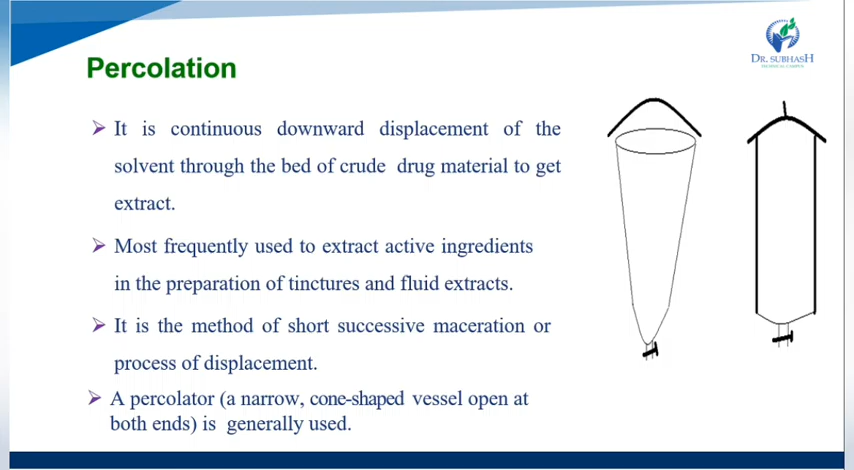 DR. SUBHASH
TECHNICAL CAMPUS
Percolation
It is continuous downward displacement of the
solvent through the bed of crude drug material to get
extract.
Most frequently used to extract active ingredients
in the preparation of tinctures and fluid extracts.
It is the method of short successive maceration or
process of displacement.
A percolator (a narrow, cone-shaped vessel open at
both ends) is generally used.